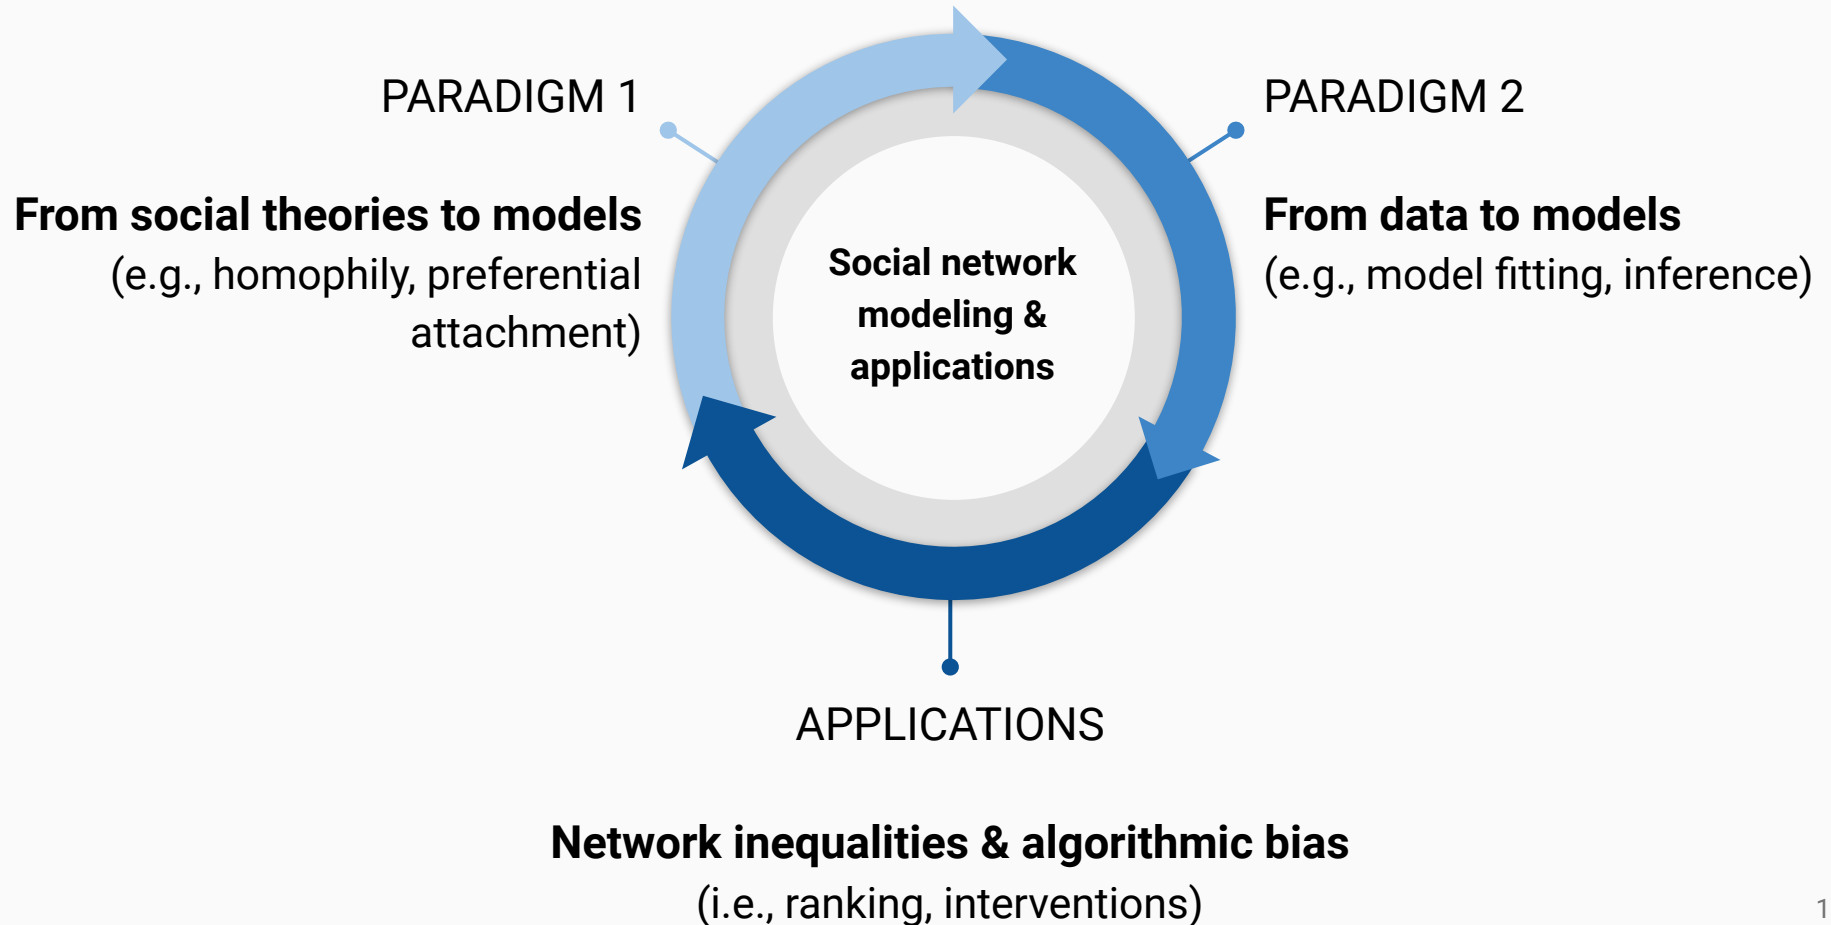 PARADIGM 1
From social theories to models
(e.g., homophily, preferential
attachment)
Social network
modeling &
applications
PARADIGM 2
From data to models
(e.g., model fitting, inference)
APPLICATIONS
Network inequalities & algorithmic bias
(i.e., ranking, interventions)
1